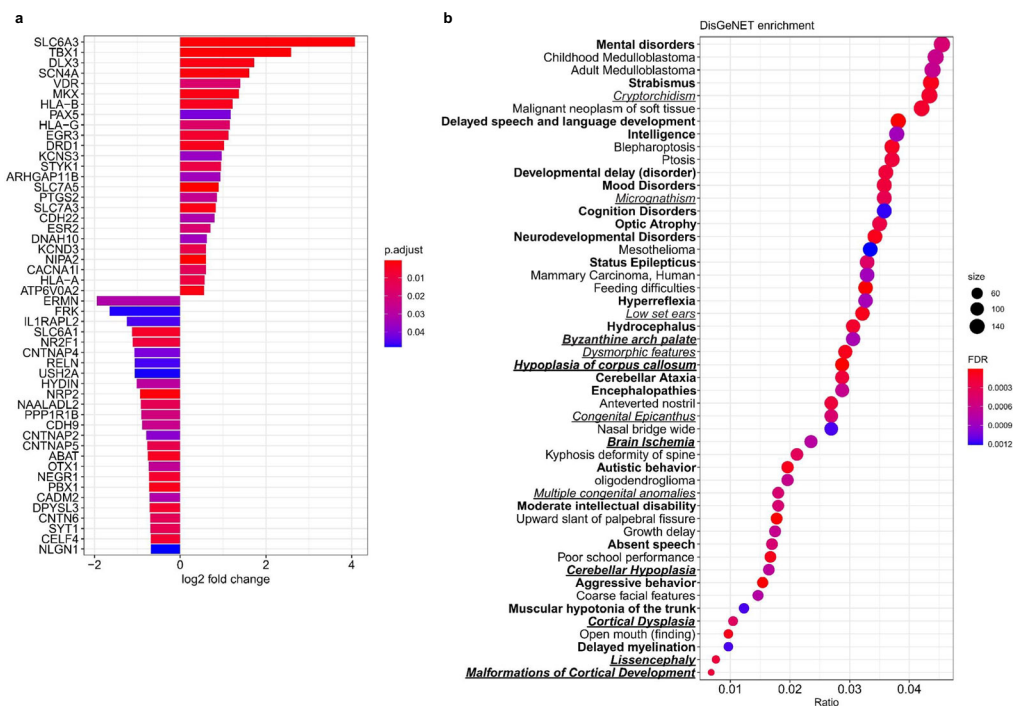 a
SLC6A3
TBX1
DLX3
SCN4A
VDR
MKX
HLA-B
PAX5
HLA-G
EGR3
DRD1
KCNS3
STYK1
ARHGAP11B
SLC7A5
PTGS2
SLC7A3
CDH22
ESR2
DNAH10
KCND3
NIPA2
CACNA1I
HLA-A
ATP6V0A2
ERMN
FRK
IL1RAPL2
SLC6A1
NR2F1
CNTNAP4
RELN
USH2A
HYDIN
NRP2
NAALADL2
PPP1R1B
CDH9
CNTNAP2
CNTNAP5
ABAT
OTX1
NEGR1
PBX1
CADM2
DPYSL3
CNTN6
SYT1
CELF4
NLGN1
−2 0 2 4
log2 fold change
p.adjust
0.01
0.02
0.03
0.04
b
DisGeNET enrichment
Mental disorders
Childhood Medulloblastoma
Adult Medulloblastoma
Strabismus
Cryptorchidism
Malignant neoplasm of soft tissue
Delayed speech and language development
Intelligence
Blepharoptosis
Ptosis
Developmental delay (disorder)
Mood Disorders
Micrognathism
Cognition Disorders
Optic Atrophy
Neurodevelopmental Disorders
Mesothelioma
Status Epilepticus
Mammary Carcinoma, Human
Feeding difficulties
Hyperreflexia
Low set ears
Hydrocephalus
Byzanthine arch palate
Dysmorphic features
Hypoplasia of corpus callosum
Cerebellar Ataxia
Encephalopathies
Anteverted nostril
Congenital Epicanthus
Nasal bridge wide
Brain Ischemia
Kyphosis deformity of spine
Autistic behavior
oligodendroglioma
Multiple congenital anomalies
Moderate intellectual disability
Upward slant of palpebral fissure
Growth delay
Absent speech
Poor school performance
Cerebellar Hypoplasia
Aggressive behavior
Coarse facial features
Muscular hypotonia of the trunk
Cortical Dysplasia
Open mouth (finding)
Delayed myelination
Lissencephaly
Malformations of Cortical Development
0.01 0.02 0.03 0.04
Ratio
size
60
100
140
FDR
0.0003
0.0006
0.0009
0.0012